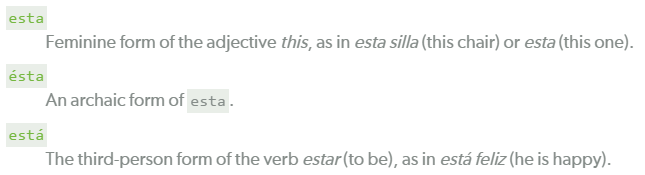 esta
Feminine form of the adjective this, as in esta silla (this chair) or esta (this one).
ésta
An archaic form of esta.
está
The third-person form of the verb estar (to be), as in está feliz (he is happy).